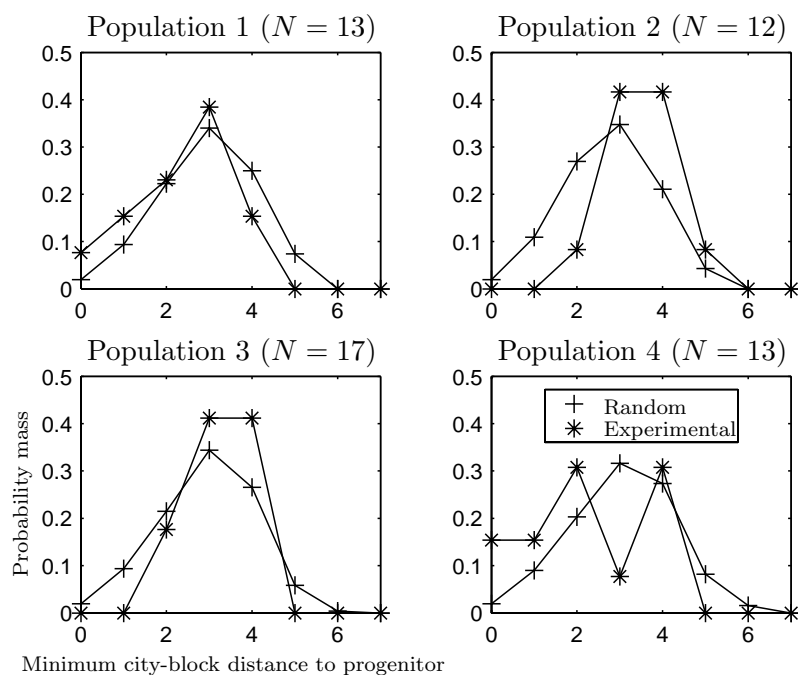 Population 1 (N = 13)
0.5
0.4
0.3
0.2
0.1
0
0 2 4 6
Population 2 (N = 12)
0.5
0.4
0.3
0.2
0.1
0
0 2 4 6
Population 3 (N = 17)
0.5
0.4
0.3
0.2
0.1
0
0 2 4 6
Probability mass
Minimum city-block distance to progenitor
Population 4 (N = 13)
0.5
0.4
0.3
0.2
0.1
0
0 2 4 6
Random
Experimental